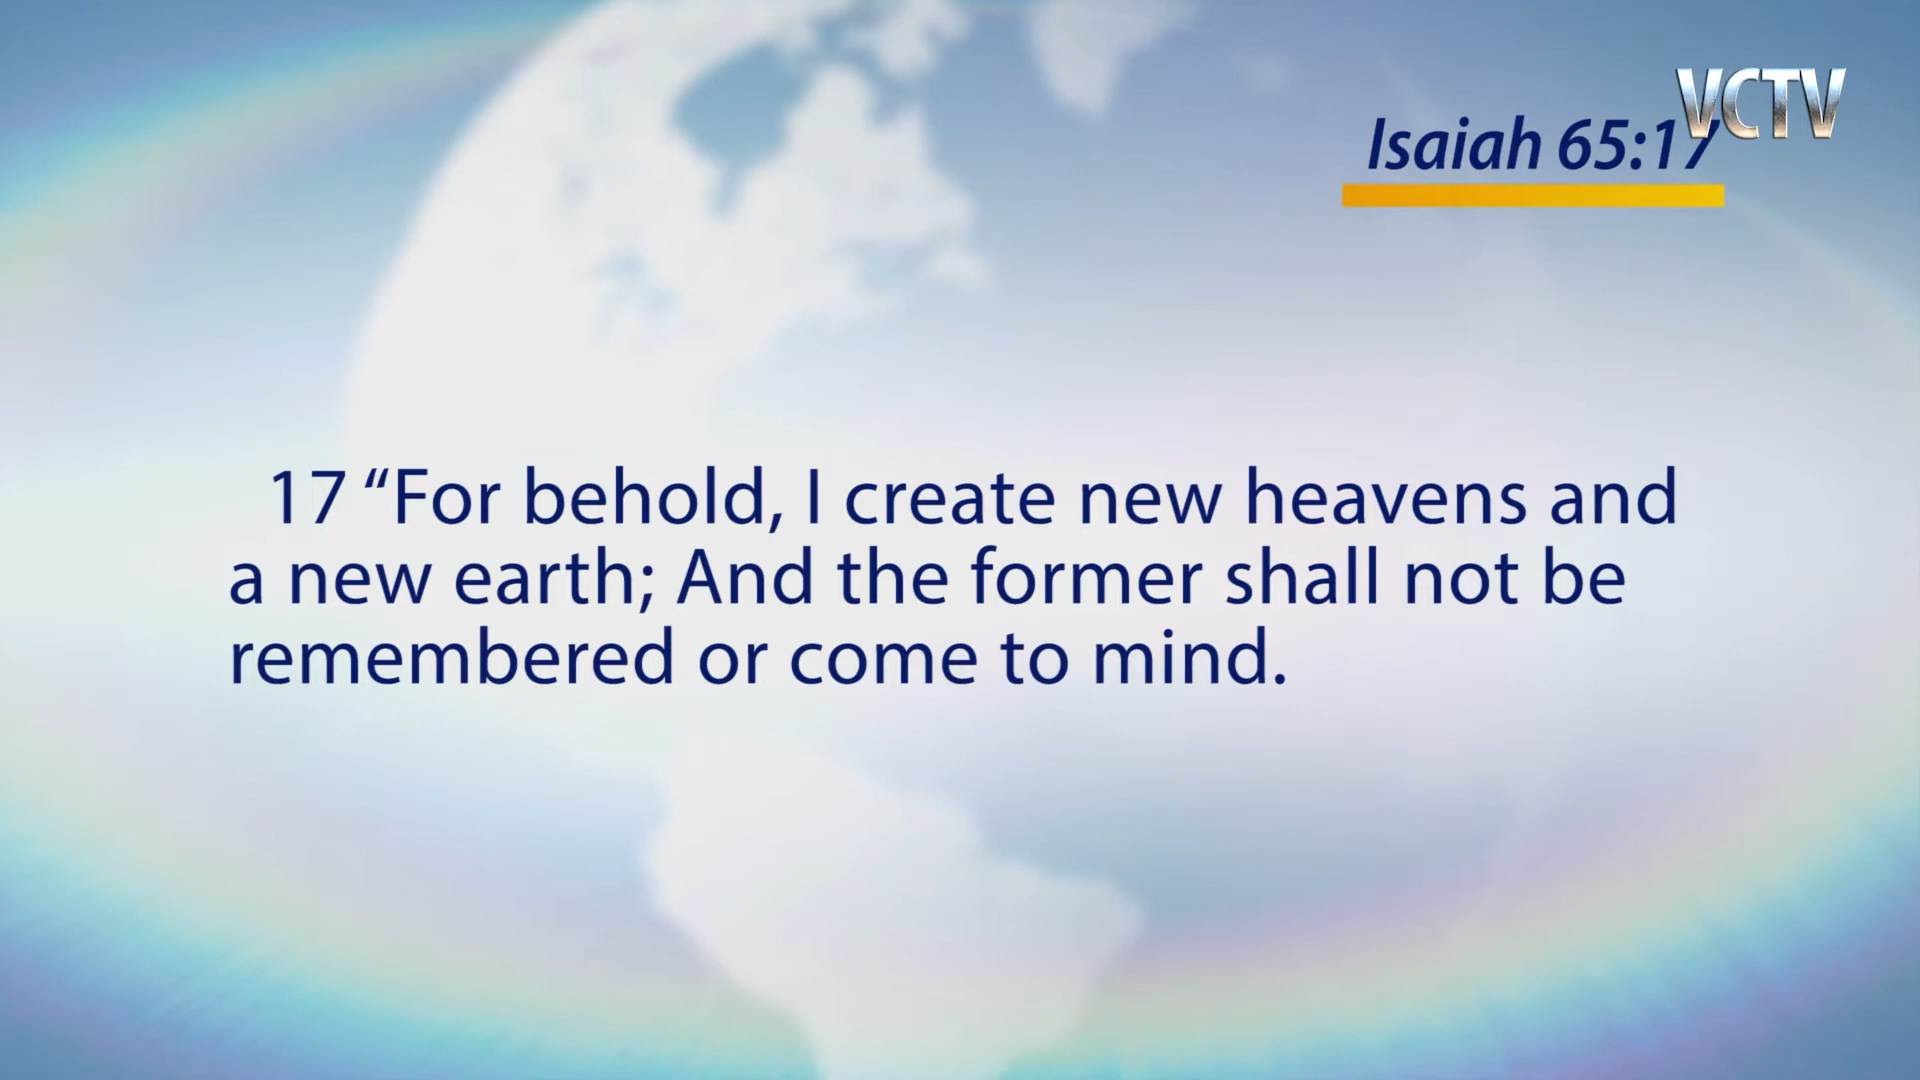 VCTV
Isaiah 65:17
17 “For behold, I create new heavens and
a new earth; And the former shall not be
remembered or come to mind.